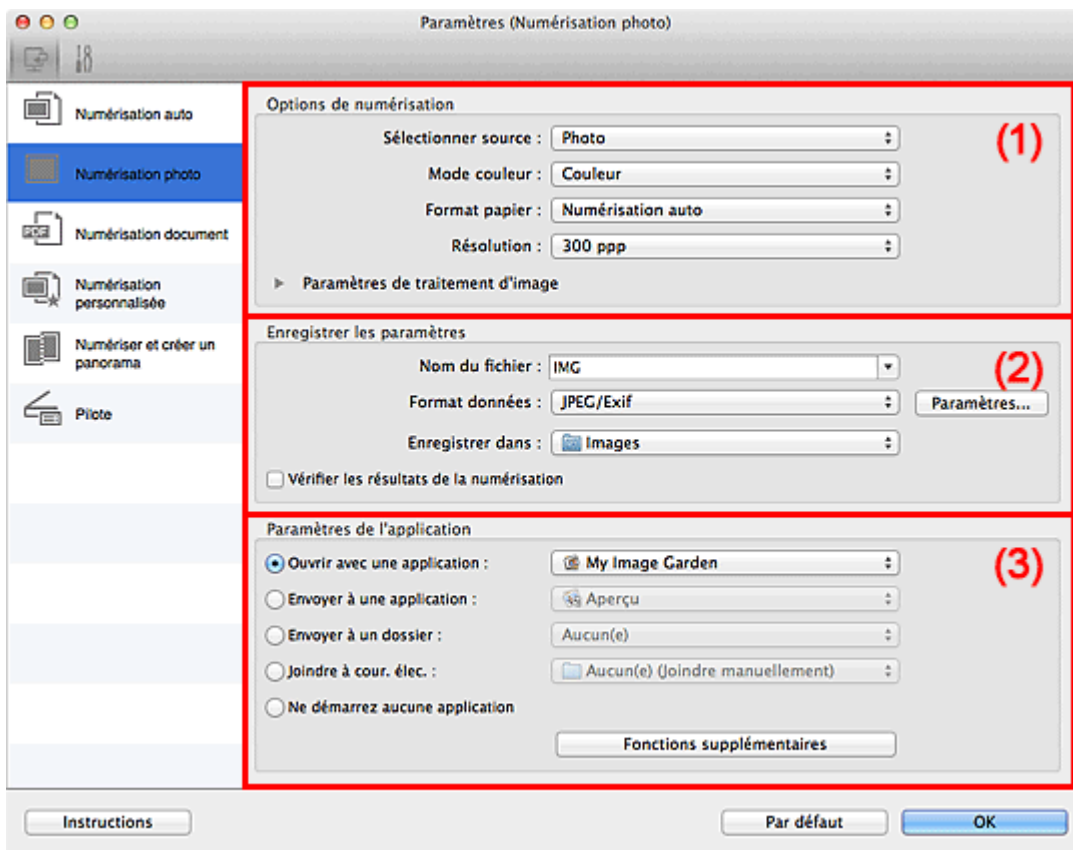 Paramètres (Numérisation photo)
Numérisation auto
Numérisation photo
PDF
Numérisation document
Numérisation
personnalisée
Numériser et créer un
panorama
Pilote
Options de numérisation
(1)
Sélectionner source : Photo
Mode couleur : Couleur
Format papier : Numérisation auto
Résolution : 300 ppp
Paramètres de traitement d'image
Enregistrer les paramètres
(2)
Nom du fichier : IMG
Format données : JPEG/Exif Paramètres...
Enregistrer dans : Images
Vérifier les résultats de la numérisation
Paramètres de l'application
(3)
Ouvrir avec une application : My Image Garden
Envoyer à une application : Aperçu
Envoyer à un dossier : Aucun(e)
Joindre à cour. élec. : Aucun(e) (Joindre manuellement)
Ne démarrez aucune application
Fonctions supplémentaires
Instructions Par défaut OK